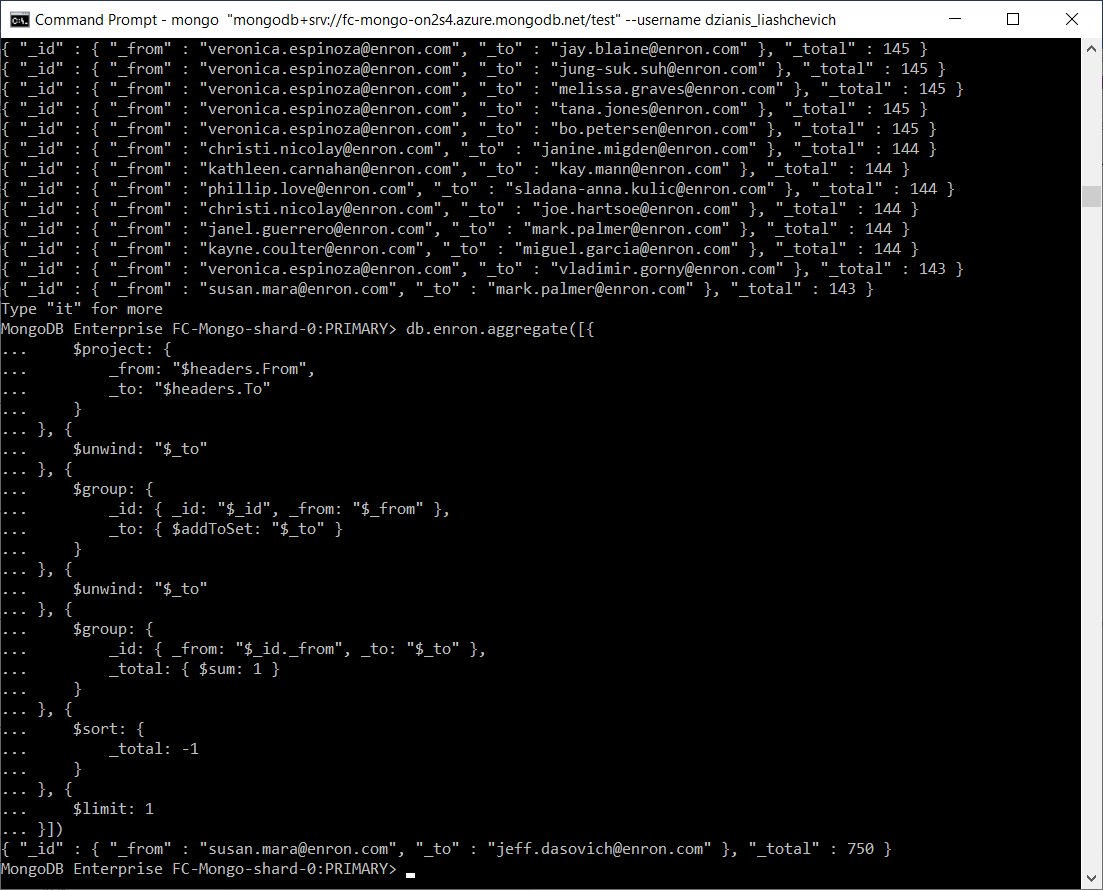 Command Prompt - mongo  "mongodb+srv://fc-mongo-on2s4.azure.mongodb.net/test" --username dzianis_liashchevich
{ "_id" : { "_from" : "veronica.espinoza@enron.com", "_to" : "jay.blaine@enron.com" }, "_total" : 145 }
{ "_id" : { "_from" : "veronica.espinoza@enron.com", "_to" : "jung-suk.suh@enron.com" }, "_total" : 145 }
{ "_id" : { "_from" : "veronica.espinoza@enron.com", "_to" : "melissa.graves@enron.com" }, "_total" : 145 }
{ "_id" : { "_from" : "veronica.espinoza@enron.com", "_to" : "tana.jones@enron.com" }, "_total" : 145 }
{ "_id" : { "_from" : "veronica.espinoza@enron.com", "_to" : "bo.petersen@enron.com" }, "_total" : 145 }
{ "_id" : { "_from" : "christi.nicolay@enron.com", "_to" : "janine.migden@enron.com" }, "_total" : 144 }
{ "_id" : { "_from" : "kathleen.carnahan@enron.com", "_to" : "kay.mann@enron.com" }, "_total" : 144 }
{ "_id" : { "_from" : "phillip.love@enron.com", "_to" : "sladana-anna.kulic@enron.com" }, "_total" : 144 }
{ "_id" : { "_from" : "christi.nicolay@enron.com", "_to" : "joe.hartsoe@enron.com" }, "_total" : 144 }
{ "_id" : { "_from" : "janel.guerrero@enron.com", "_to" : "mark.palmer@enron.com" }, "_total" : 144 }
{ "_id" : { "_from" : "kayne.coulter@enron.com", "_to" : "miguel.garcia@enron.com" }, "_total" : 144 }
{ "_id" : { "_from" : "veronica.espinoza@enron.com", "_to" : "vladimir.gorny@enron.com" }, "_total" : 143 }
{ "_id" : { "_from" : "susan.mara@enron.com", "_to" : "mark.palmer@enron.com" }, "_total" : 143 }
Type "it" for more
MongoDB Enterprise FC-Mongo-shard-0:PRIMARY> db.enron.aggregate([{
...     $project: {
...         _from: "$headers.From",
...         _to: "$headers.To"
...     }
... }, {
...     $unwind: "$_to"
... }, {
...     $group: {
...         _id: { _id: "$_id", _from: "$_from" },
...         _to: { $addToSet: "$_to" }
...     }
... }, {
...     $unwind: "$_to"
... }, {
...     $group: {
...         _id: { _from: "$_id._from", _to: "$_to" },
...         _total: { $sum: 1 }
...     }
... }, {
...     $sort: {
...         _total: -1
...     }
... }, {
...     $limit: 1
... }])
{ "_id" : { "_from" : "susan.mara@enron.com", "_to" : "jeff.dasovich@enron.com" }, "_total" : 750 }
MongoDB Enterprise FC-Mongo-shard-0:PRIMARY>